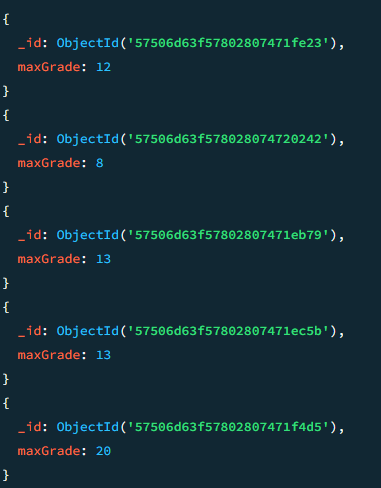 {
  _id: ObjectId('57506d63f57802807471fe23'),
  maxGrade: 12
}
{
  _id: ObjectId('57506d63f57802804720242'),
  maxGrade: 8
}
{
  _id: ObjectId('57506d63f57802807471eb79'),
  maxGrade: 13
}
{
  _id: ObjectId('57506d63f57802807471ec5b'),
  maxGrade: 13
}
{
  _id: ObjectId('57506d63f57802807471f4d5'),
  maxGrade: 20
}